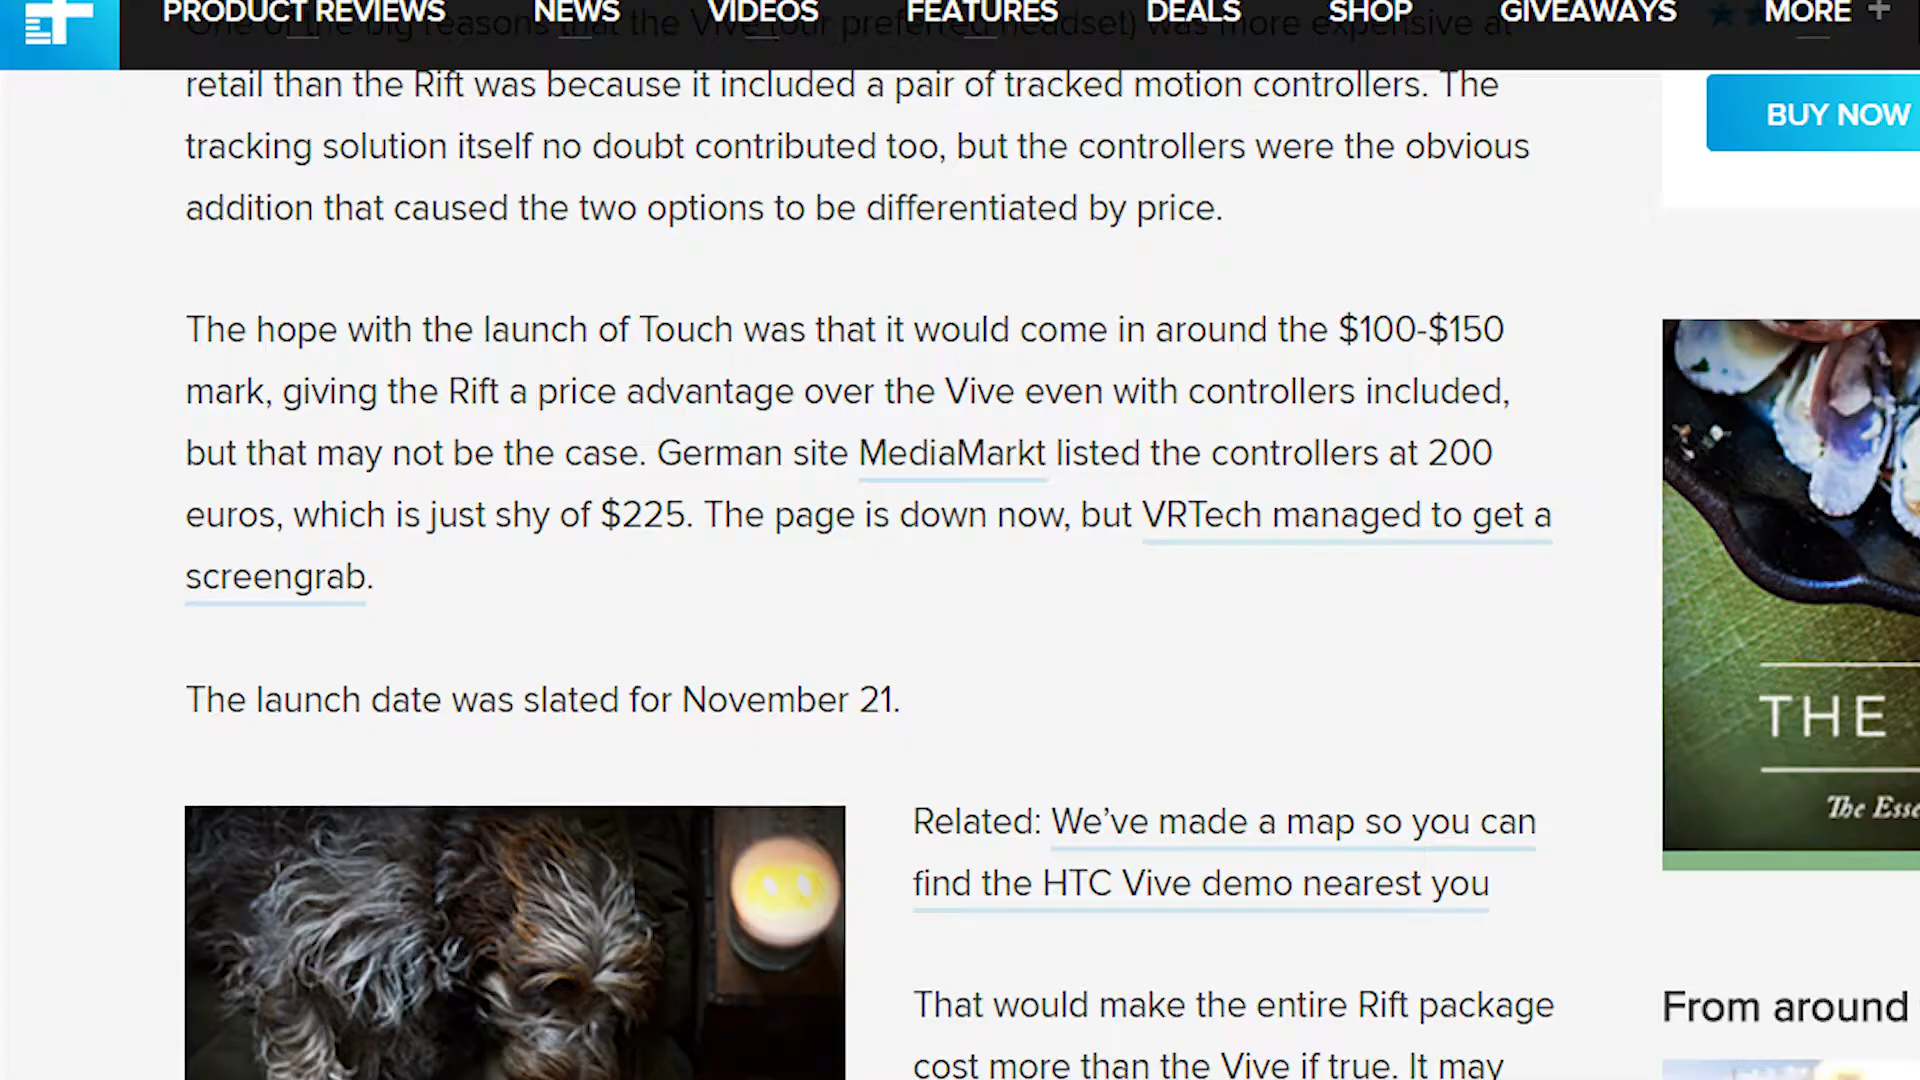 PRODUCT REVIEWS NEWS VIDEOS FEATURES DEALS SHOP GIVEAWAYS MORE +
One of the big reasons that the Vive (our preferred headset) was more expensive at
retail than the Rift was because it included a pair of tracked motion controllers. The
tracking solution itself no doubt contributed too, but the controllers were the obvious
addition that caused the two options to be differentiated by price.
BUY NOW
The hope with the launch of Touch was that it would come in around the $100-$150
mark, giving the Rift a price advantage over the Vive even with controllers included,
but that may not be the case. German site MediaMarkt listed the controllers at 200
euros, which is just shy of $225. The page is down now, but VRTech managed to get a
screengrab.
The launch date was slated for November 21.
Related: We've made a map so you can
find the HTC Vive demo nearest you
That would make the entire Rift package
cost more than the Vive if true. It may
THE
The
From around